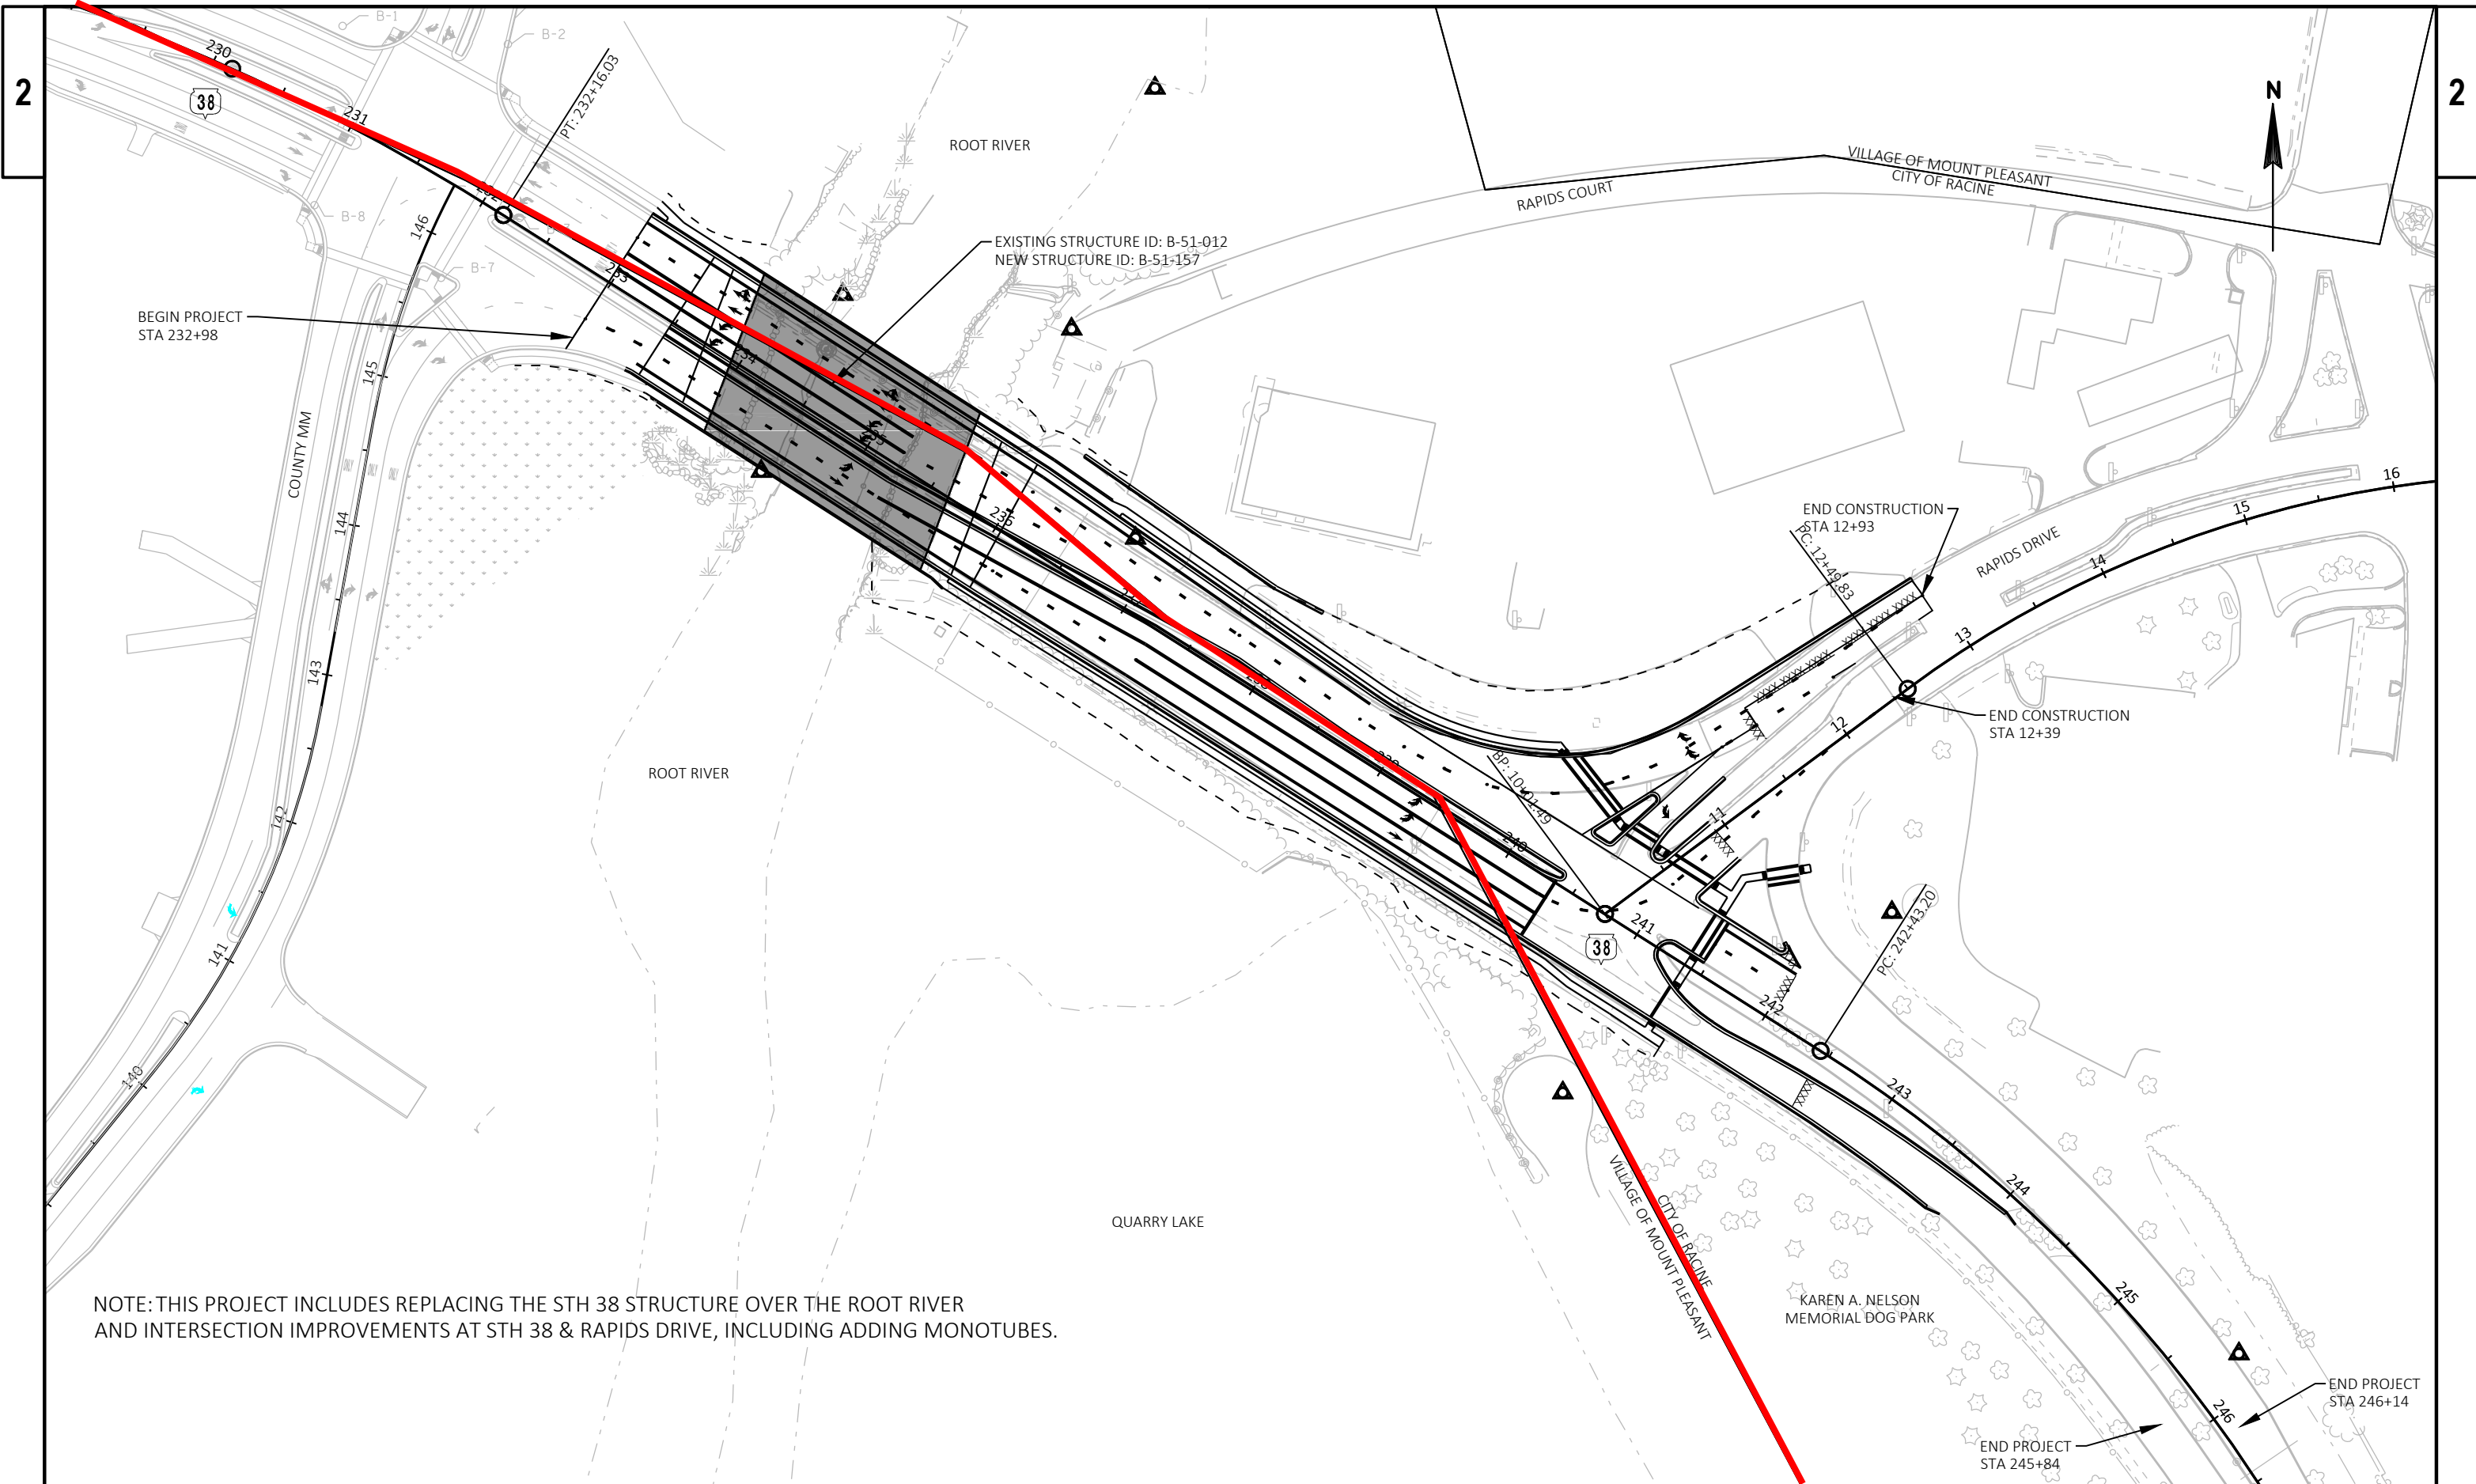 2
2
B-1
B-2
230
38
231
PT: 232+16.03
232
B-8
B-7
146
ROOT RIVER
N
VILLAGE OF MOUNT PLEASANT
CITY OF RACINE
RAPIDS COURT
EXISTING STRUCTURE ID: B-51-012
NEW STRUCTURE ID: B-51-157
233
BEGIN PROJECT
STA 232+98
234
145
COUNTY MM
235
144
236
END CONSTRUCTION
STA 12+93
PC: 12+49.83
RAPIDS DRIVE
16
15
14
13
143
END CONSTRUCTION
STA 12+39
12
ROOT RIVER
BP: 10+01.49
11
142
240
241
38
141
PC: 242+43.20
242
140
243
244
VILLAGE OF MOUNT PLEASANT
CITY OF RACINE
QUARRY LAKE
NOTE: THIS PROJECT INCLUDES REPLACING THE STH 38 STRUCTURE OVER THE ROOT RIVER
AND INTERSECTION IMPROVEMENTS AT STH 38 & RAPIDS DRIVE, INCLUDING ADDING MONOTUBES.
KAREN A. NELSON
MEMORIAL DOG PARK
245
246
END PROJECT
STA 246+14
END PROJECT
STA 245+84